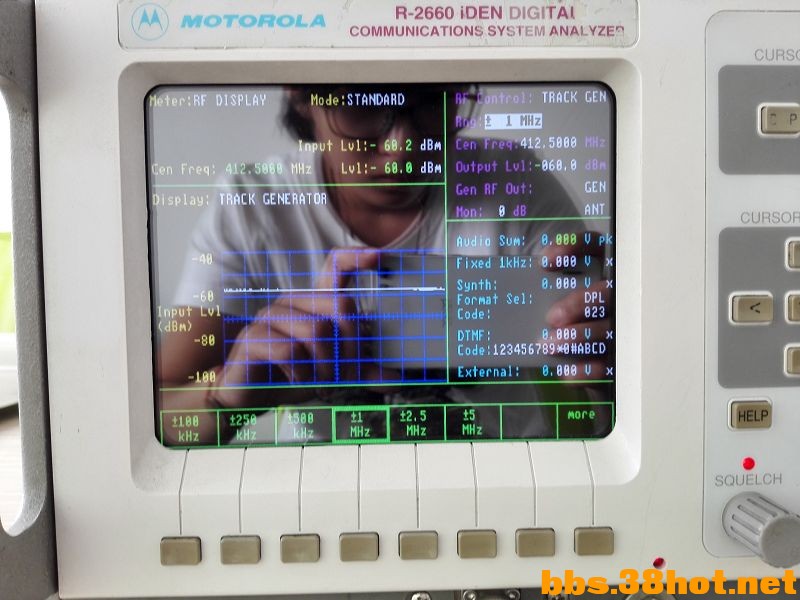 MOTOROLA
R-2660 iDEN DIGITAL
COMMUNICATIONS SYSTEM ANALYZER
Meter:RF DISPLAY Mode:STANDARD
Input Lvl:- 60.2 dBm
Cen Freq: 412.5000 MHz Lvl:- 60.0 dBm
Display: TRACK GENERATOR
-40
-60
Input Lvl
(dBm)
-80
-100
RF Control: TRACK GEN
Rng:± 1 MHz
Cen Freq:412.5000 MHz
Output Lvl:-060.0 dBm
Gen RF Out: GEN
Mon: 0 dB ANT
Audio Sum: 0.000 V pk
Fixed 1kHz: 0.000 V x
Synth: 0.000 V x
Format Sel: DPL
Code: 023
DTMF: 0.000 V x
Code:123456789*0#ABCD
External: 0.000 V x
±100 kHz
±250 kHz
±500 kHz
±1 MHz
±2.5 MHz
±5 MHz
more
CURSO
CURSOR
<
HELP
SQUELCH
bbs.38hot.net